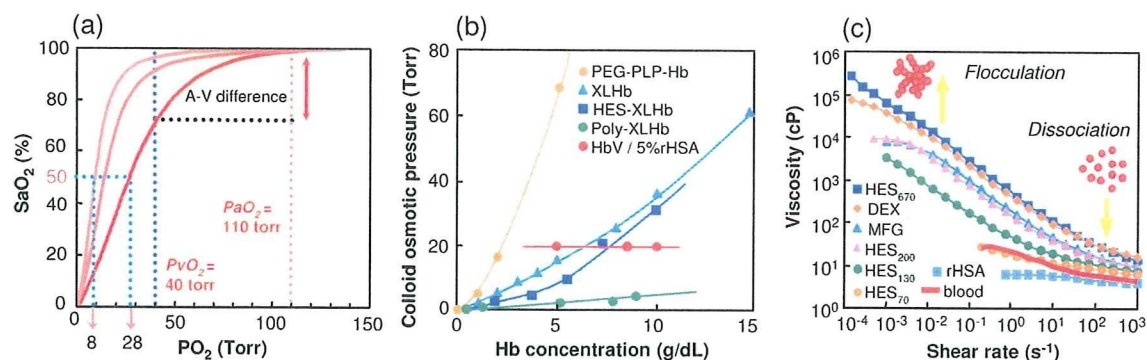 (a)
100
80
60
50
40
20
0
SaO2 (%)
A-V difference
PaO2=
110 torr
PvO2=
40 torr
0
8
28
50
100
150
PO2 (Torr)
(b)
80
60
40
20
0
Colloid osmotic pressure (Torr)
PEG-PLP-Hb
XLHb
HES-XLHb
Poly-XLHb
HbV / 5%rHSA
0
5
10
15
Hb concentration (g/dL)
(c)
10^6
10^5
10^4
10^3
10^2
10^1
10^0
Viscosity (cP)
Flocculation
Dissociation
HES670
DEX
MFG
HES200
HES130
HES70
rHSA
blood
10^-4
10^-3
10^-2
10^-1
10^0
10^1
10^2
10^3
Shear rate (s^-1)